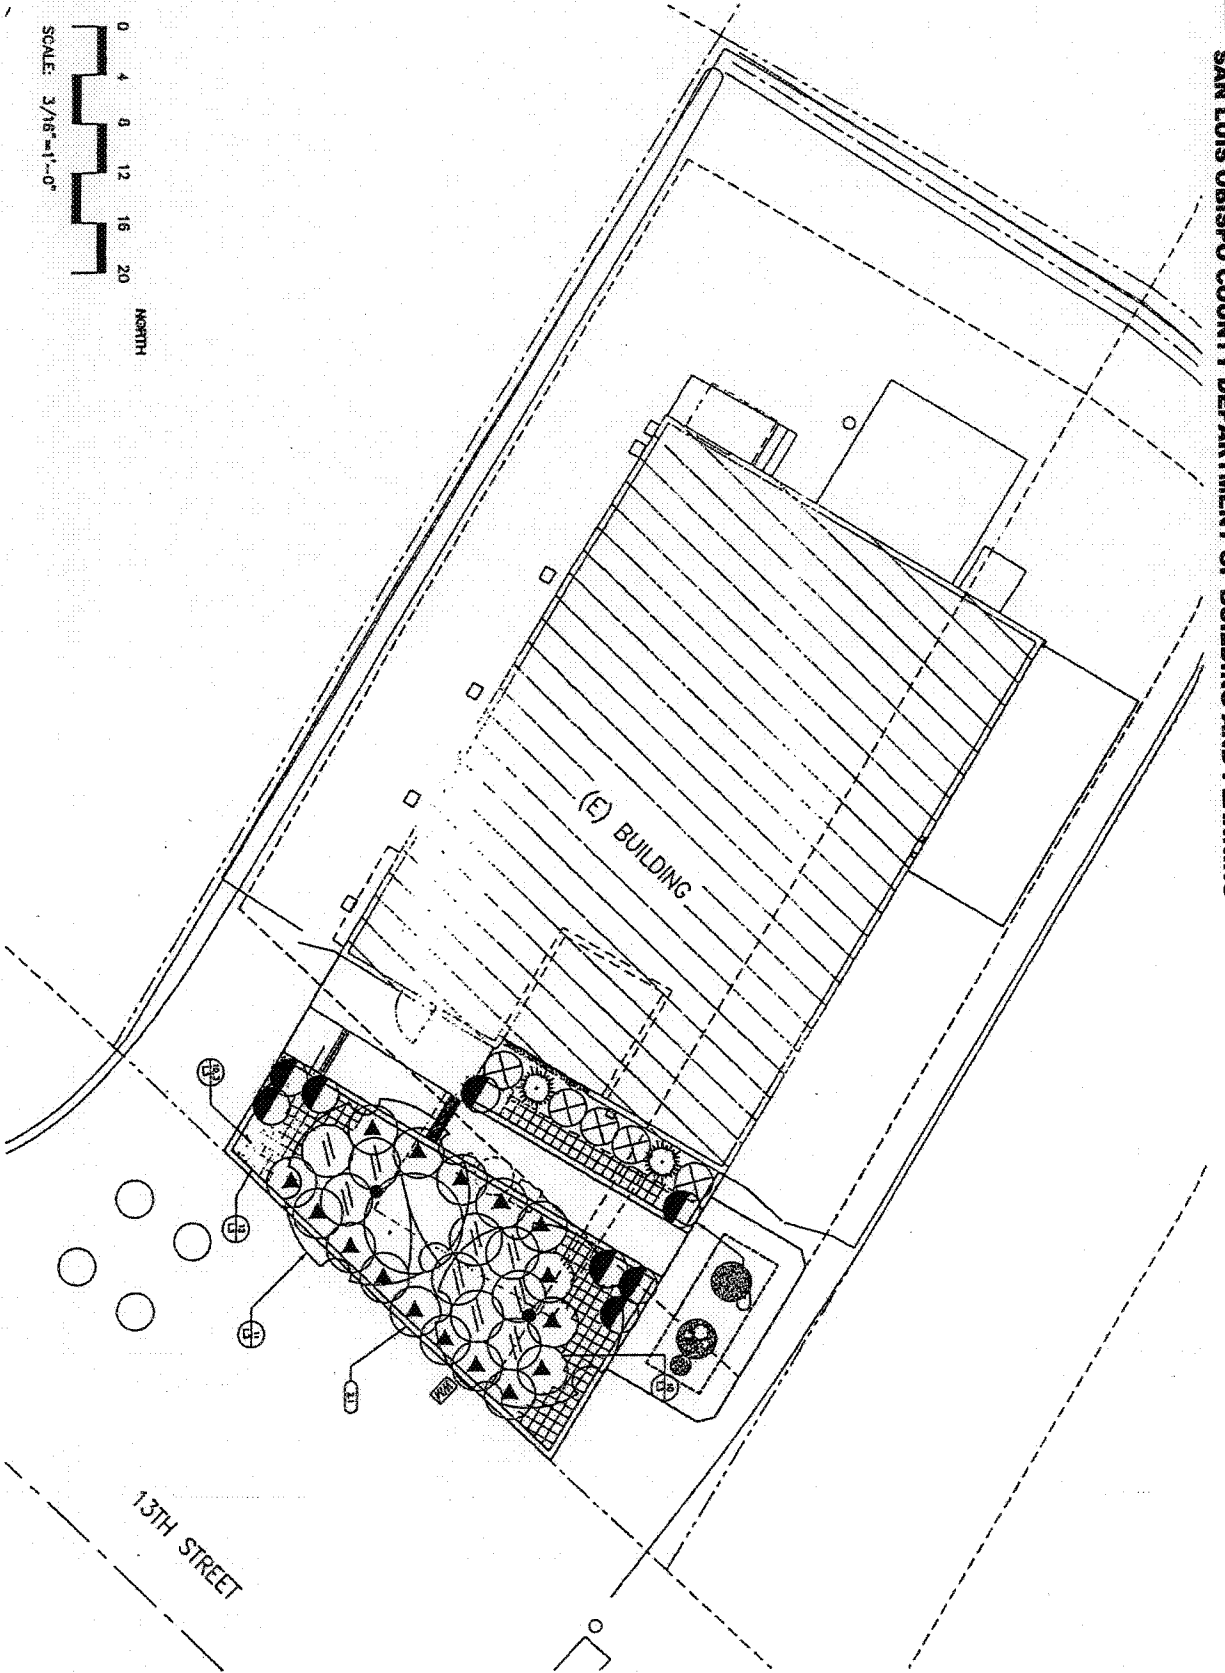 SAN LUIS OBISPO COUNTY DEPARTMENT OF BUILDING AND PLANNING
0 4 8 12 16 20
SCALE: 3/16"=1'-0"
NORTH
(E) BUILDING
WM
13TH STREET